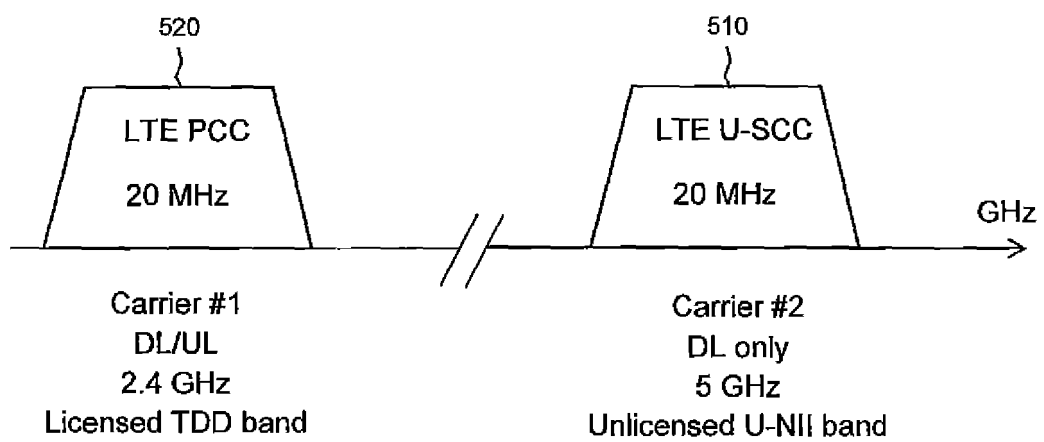 520
510
LTE PCC
20 MHz
LTE U-SCC
20 MHz
GHz
Carrier #1
DL/UL
2.4 GHz
Licensed TDD band
Carrier #2
DL only
5 GHz
Unlicensed U-NII band